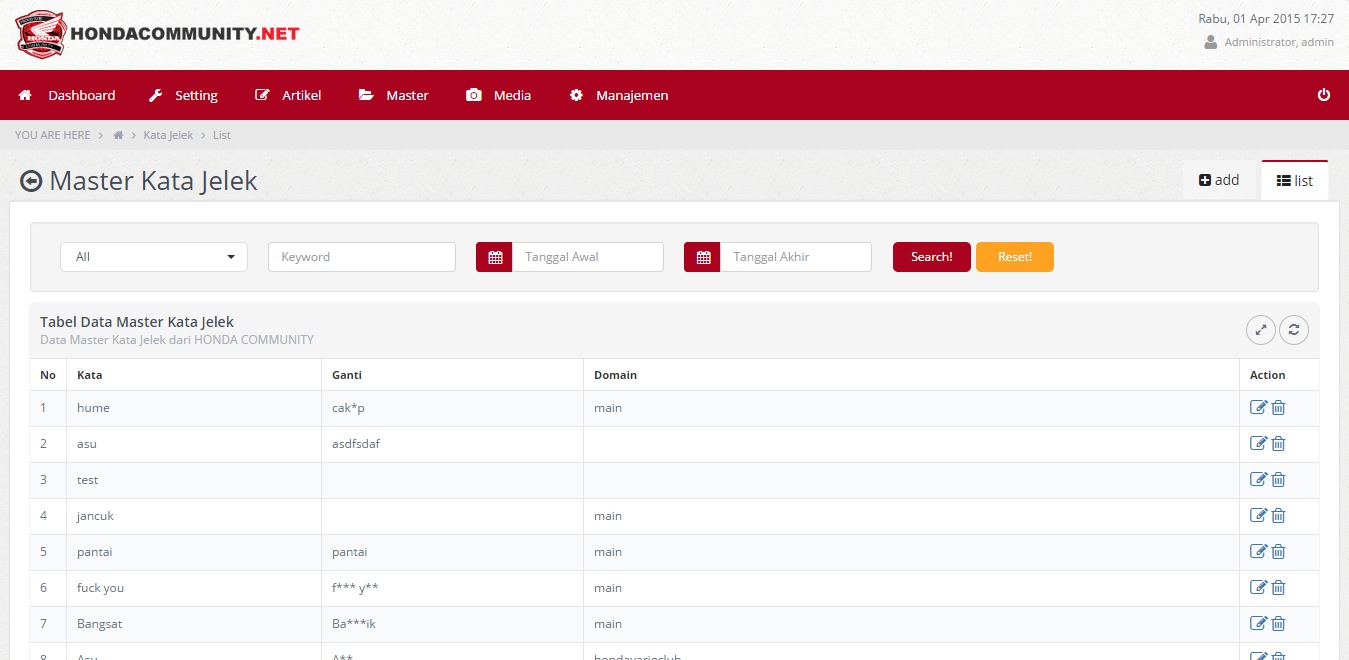 HONDA
HONDACOMMUNITY.NET
Rabu, 01 Apr 2015 17:27
Administrator, admin
Dashboard Setting Artikel Master Media Manajemen
YOU ARE HERE > > Kata Jelek > List
Master Kata Jelek
add list
All Keyword Tanggal Awal Tanggal Akhir Search! Reset!
Tabel Data Master Kata Jelek
Data Master Kata Jelek dari HONDA COMMUNITY
No Kata Ganti Domain Action
1 hume cak*p main
2 asu asdfsdaf
3 test
4 jancuk main
5 pantai pantai main
6 fuck you f*** y** main
7 Bangsat Ba***ik main
8 Asu A** hondavarioclub